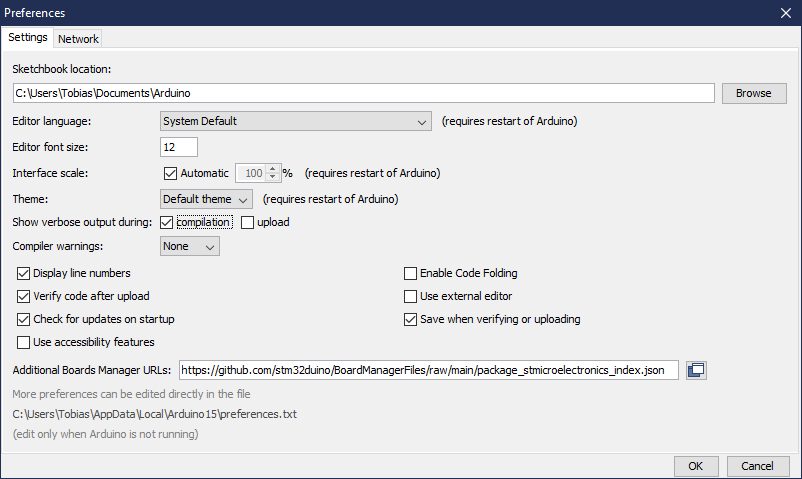 Preferences
Settings Network
Sketchbook location:
C:\Users\Tobias\Documents\Arduino Browse
Editor language: System Default (requires restart of Arduino)
Editor font size: 12
Interface scale: Automatic 100 % (requires restart of Arduino)
Theme: Default theme (requires restart of Arduino)
Show verbose output during: compilation upload
Compiler warnings: None
Display line numbers Enable Code Folding
Verify code after upload Use external editor
Check for updates on startup Save when verifying or uploading
Use accessibility features
Additional Boards Manager URLs: https://github.com/stm32duino/BoardManagerFiles/raw/main/package_stmicroelectronics_index.json
More preferences can be edited directly in the file
C:\Users\Tobias\AppData\Local\Arduino15\preferences.txt
(edit only when Arduino is not running)
OK Cancel